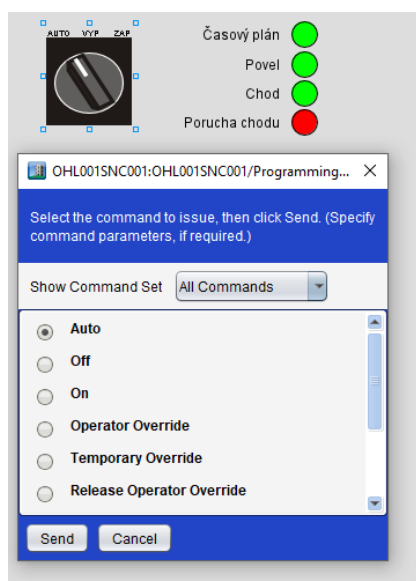 AUTO VYP ZAP
Časový plán
Povel
Chod
Porucha chodu
OHL001SNC001:OHL001SNC001/Programming...
Select the command to issue, then click Send. (Specify
command parameters, if required.)
Show Command Set All Commands
Auto
Off
On
Operator Override
Temporary Override
Release Operator Override
Send Cancel